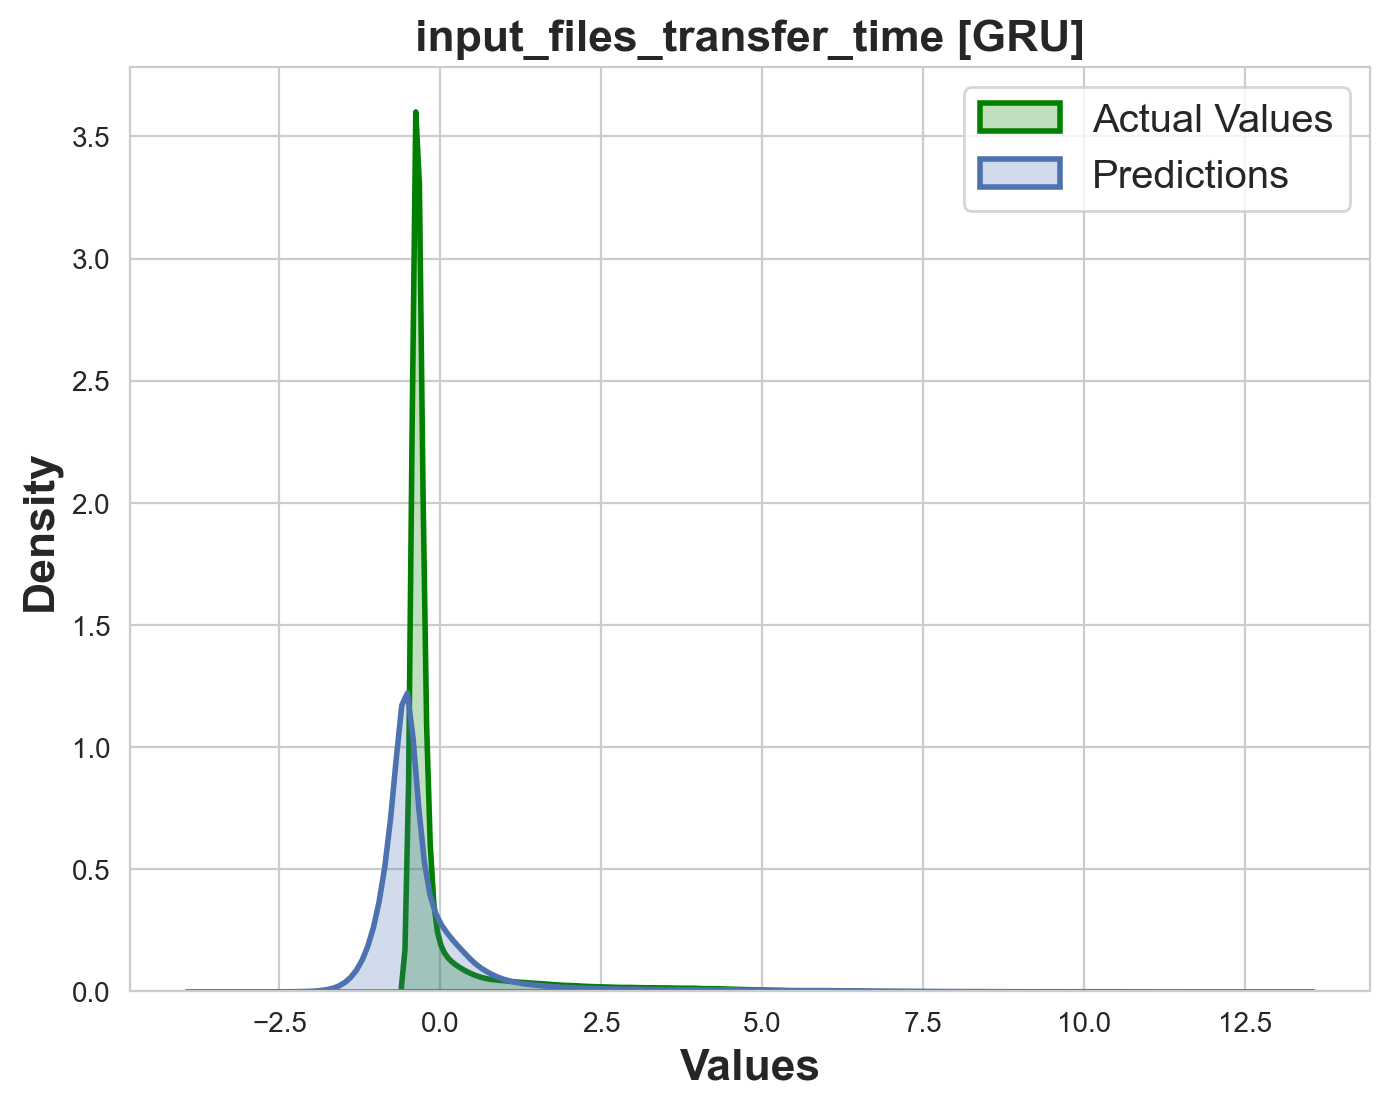 input_files_transfer_time [GRU]
Actual Values
Predictions
3.5
3.0
2.5
2.0
1.5
1.0
0.5
0.0
Density
−2.5 0.0 2.5 5.0 7.5 10.0 12.5
Values